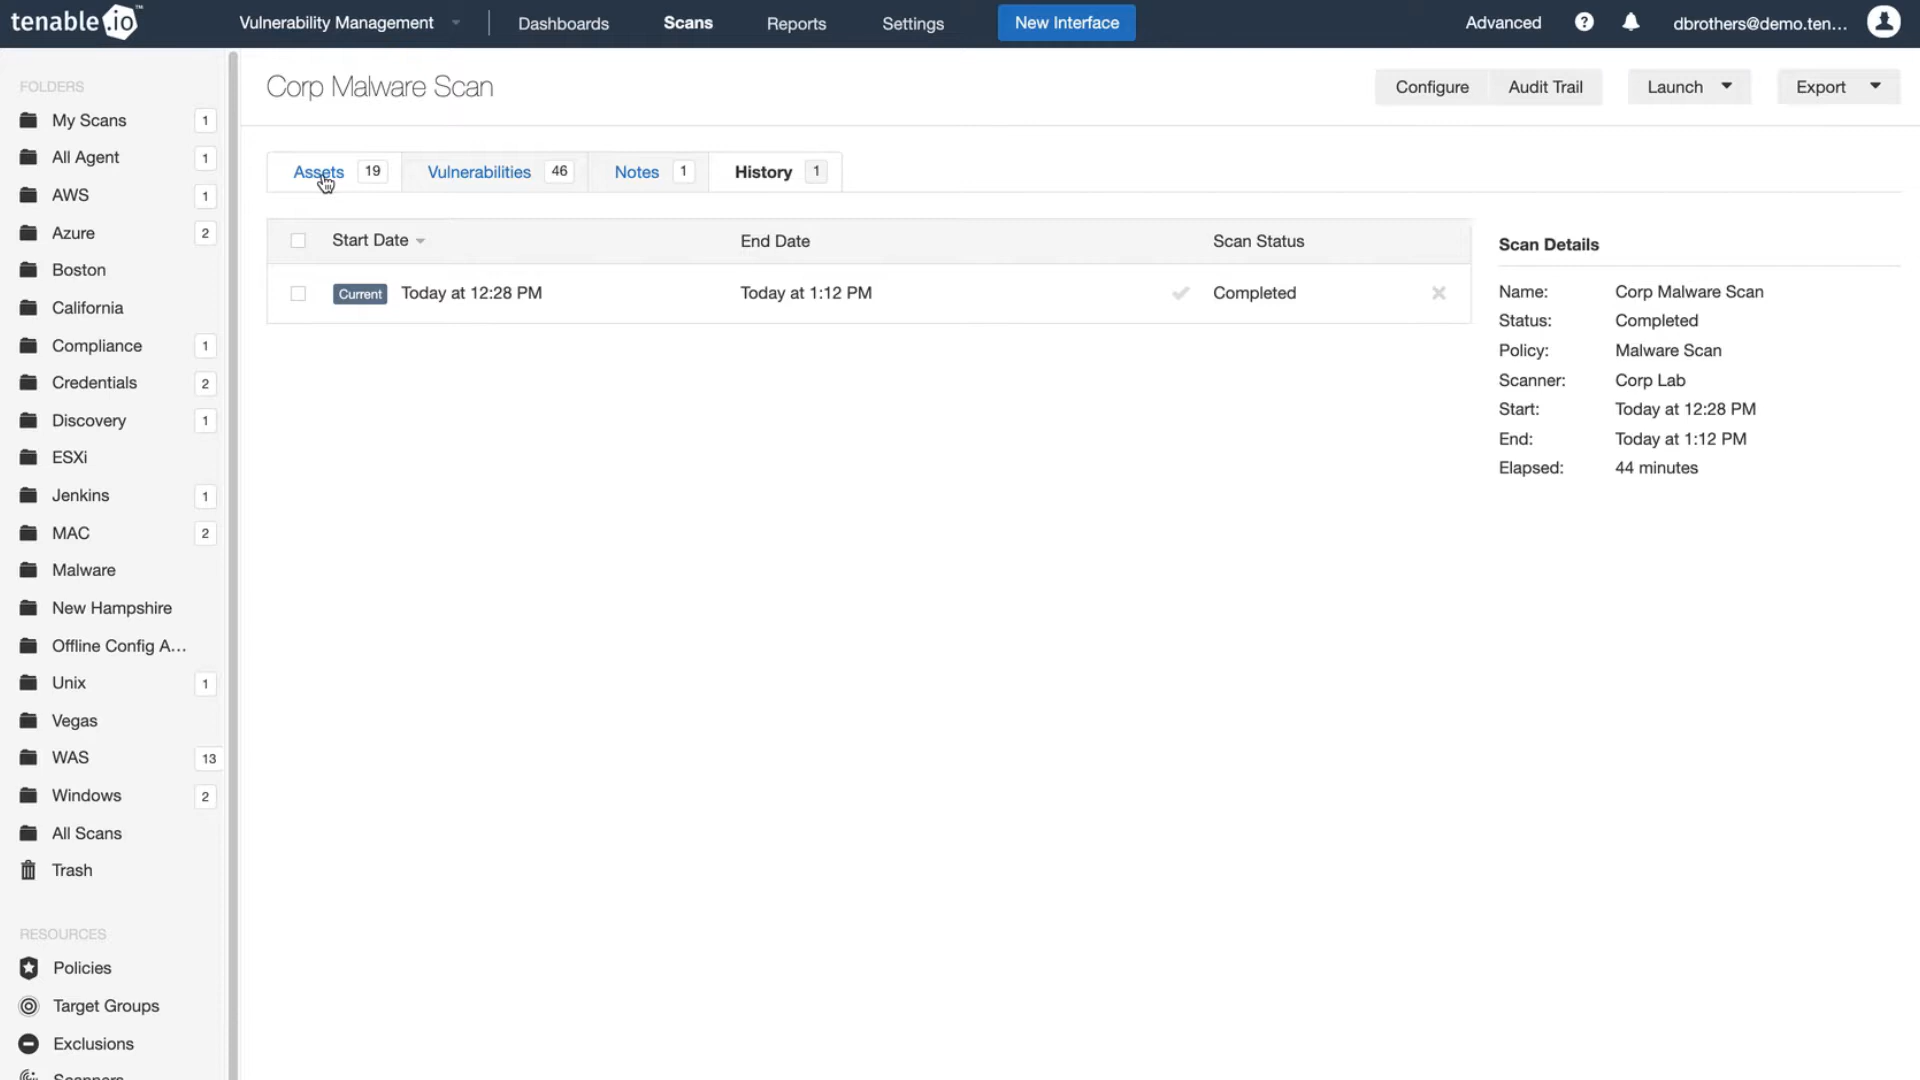 tenable.io™
Vulnerability Management
Dashboards
Scans
Reports
Settings
New Interface
Advanced
?
dbrothers@demo.ten...
FOLDERS
My Scans 1
All Agent 1
AWS 1
Azure 2
Boston
California
Compliance 1
Credentials 2
Discovery 1
ESXi
Jenkins 1
MAC 2
Malware
New Hampshire
Offline Config A...
Unix 1
Vegas
WAS 13
Windows 2
All Scans
Trash
RESOURCES
Policies
Target Groups
Exclusions
Scanners
Corp Malware Scan
Configure
Audit Trail
Launch
Export
Assets 19
Vulnerabilities 46
Notes 1
History 1
Start Date
End Date
Scan Status
Current Today at 12:28 PM
Today at 1:12 PM
Completed
Scan Details
Name: Corp Malware Scan
Status: Completed
Policy: Malware Scan
Scanner: Corp Lab
Start: Today at 12:28 PM
End: Today at 1:12 PM
Elapsed: 44 minutes